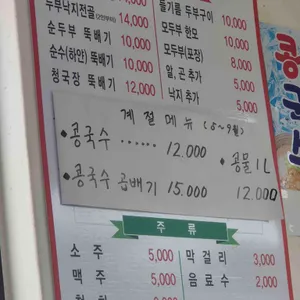 두부낙지전골 14,000
14,000
순두부 뚝배기 10,000
순수(하얀) 뚝배기 10,000
청국장 뚝배기 12,000
들기름 두부구이 10,000
모두부 한모 10,000
모두부(포장) 8,000
알, 곤 추가 5,000
낙지 추가 5,000
계절 메뉴 (5~9월)
• 콩국수 …… 12.000
• 콩국수 곱빼기 15.000
• 콩물 1L
12.000
주류
소주 5,000
맥주 5,000
막걸리 3,000
음료수 2,000